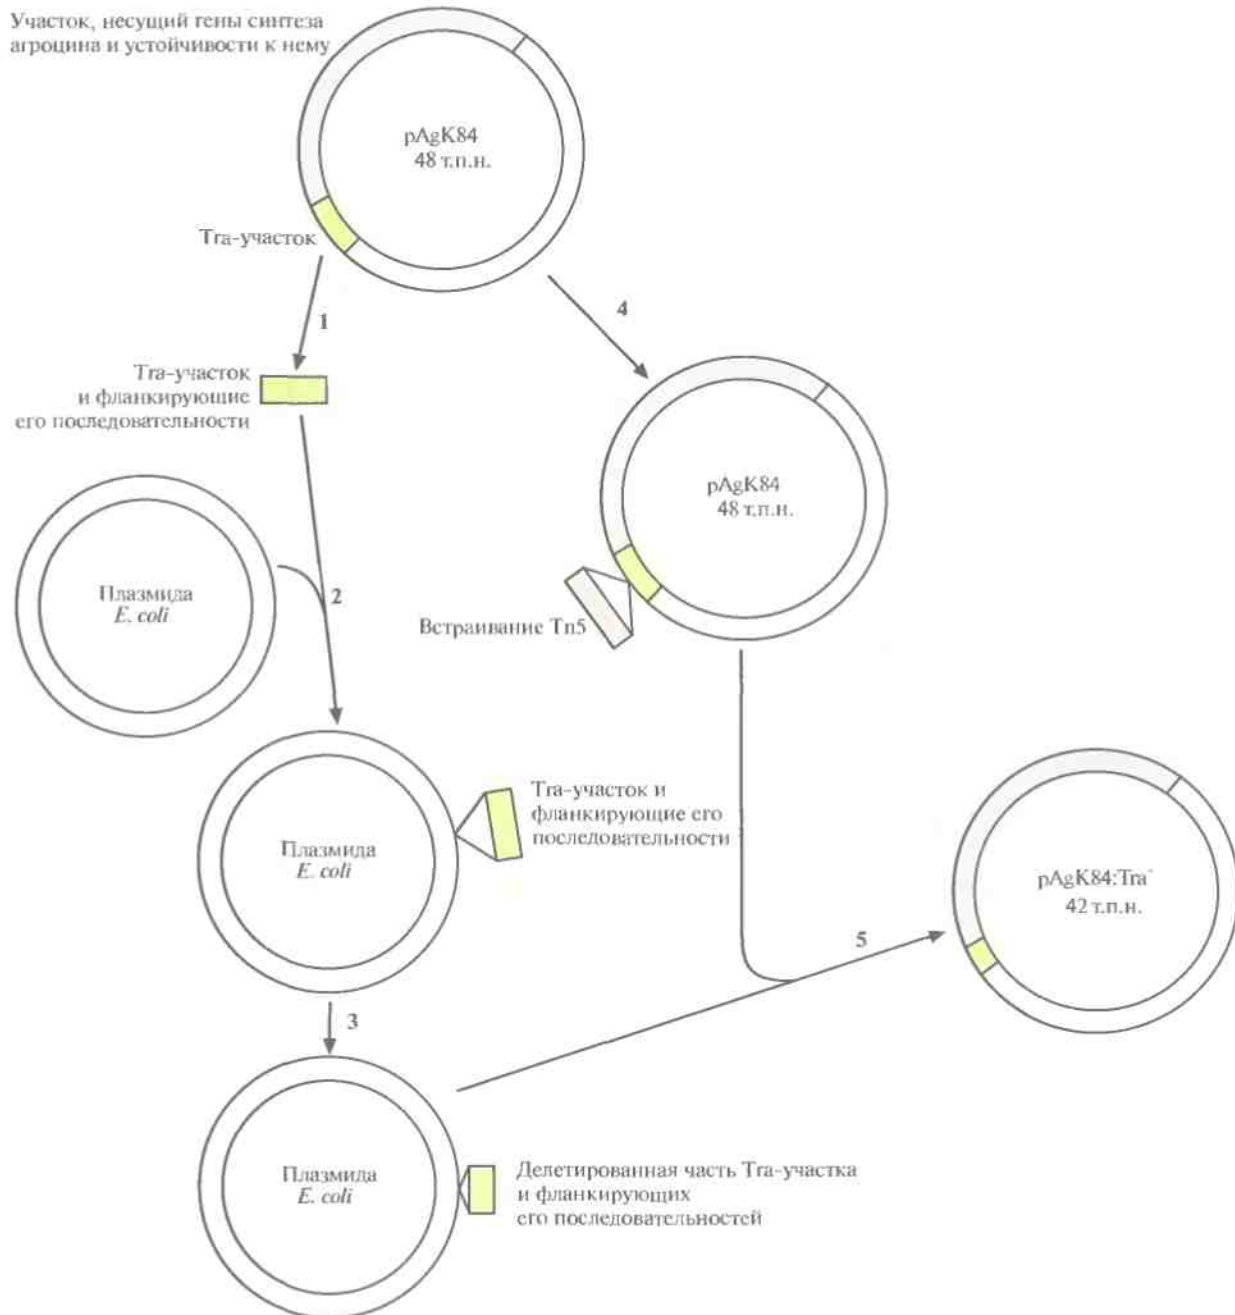 Участок, несущий гены синтеза
агроцина и устойчивости к нему
pAgK84
48 т.п.н.
Tra-участок
1
4
Tra-участок
и фланкирующие
его последовательности
pAgK84
48 т.п.н.
Плазмида
E. coli
2
Встраивание Tn5
Tra-участок и
фланкирующие его
последовательности
Плазмида
E. coli
pAgK84:Tra-
42 т.п.н.
5
3
Плазмида
E. coli
Делетированная часть Tra-участка
и фланкирующих
его последовательностей